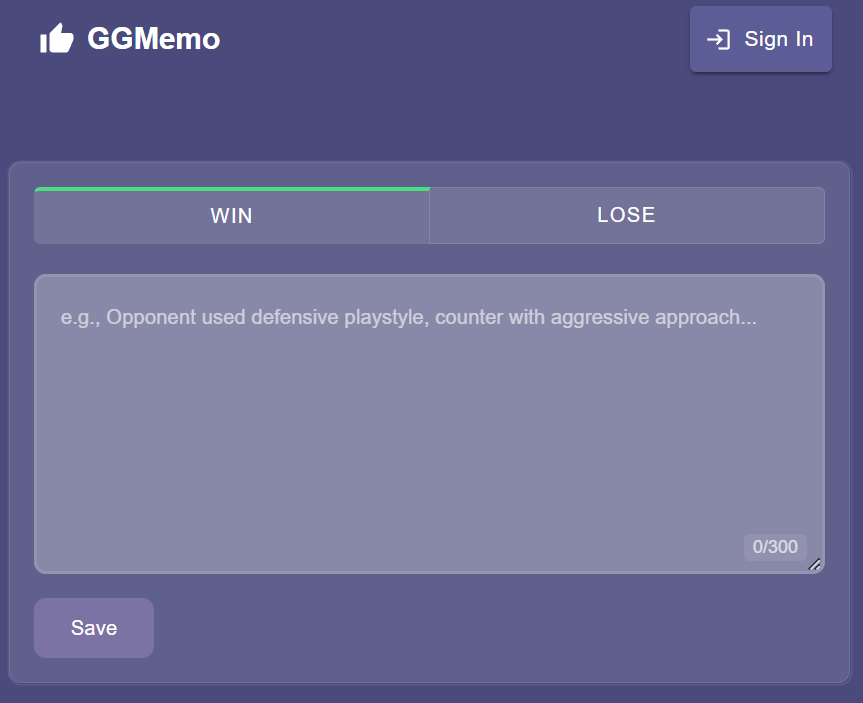 GGMemo
Sign In
WIN
LOSE
e.g., Opponent used defensive playstyle, counter with aggressive approach...
0/300
Save